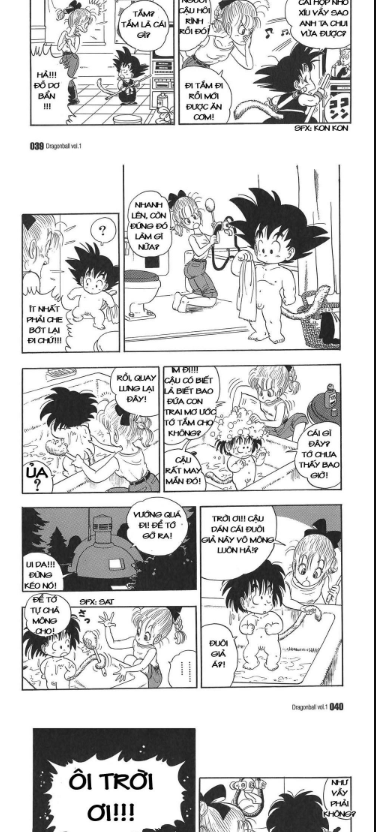 NGƯƠI
CẬU HÔI
RÌNH
RỒI ĐÓ!
TẮM?
TẮM LÀ CÁI
GÌ?
HẢ!!!
ĐỒ DƠ
BẨN
!!!
CÁI HỘP NHỎ
XÍU VẦY SAO
ANH TA CHUI
VỪA ĐƯỢC?
ĐI TẮM ĐI
RỒI MỚI
ĐƯỢC ĂN
CƠM!
SFX: KON KON
039 Dragonball vol.1
NHANH
LÊN, CÒN
ĐỨNG ĐÓ
LÀM GÌ
NỮA?
?
ÍT NHẤT
PHẢI CHE
BỚT LẠI
ĐI CHỨ!!!
IM ĐI!!!
CẬU CÓ BIẾT
LÀ BIẾT BAO
ĐỨA CON
TRAI MƠ ƯỚC
TỚ TẮM CHO
KHÔNG?
CẬU
RẤT MAY
MẮN ĐÓ!
CÁI GÌ
ĐÂY?
TỚ CHƯA
THẤY BAO
GIỜ!
RỒI, QUAY
LƯNG LẠI
ĐÂY!
ỦA
?
TRỜI ƠI!! CẬU
DÁN CÁI ĐUÔI
GIẢ NÀY VÔ MÔNG
LUÔN HẢ!?
ĐUÔI
GIẢ
Á?!
VƯỚNG QUÁ
ĐI! ĐỂ TỚ
GỠ RA!
UI DA!!!
ĐỪNG
KÉO NÓ!
ĐỂ TỚ
TỰ CHÀ
MÔNG
CHO!
SFX: SAT
Dragonball vol.1 040
ÔI TRỜI
ƠI!!!
NHƯ
VẦY
PHẢI
KHÔNG?